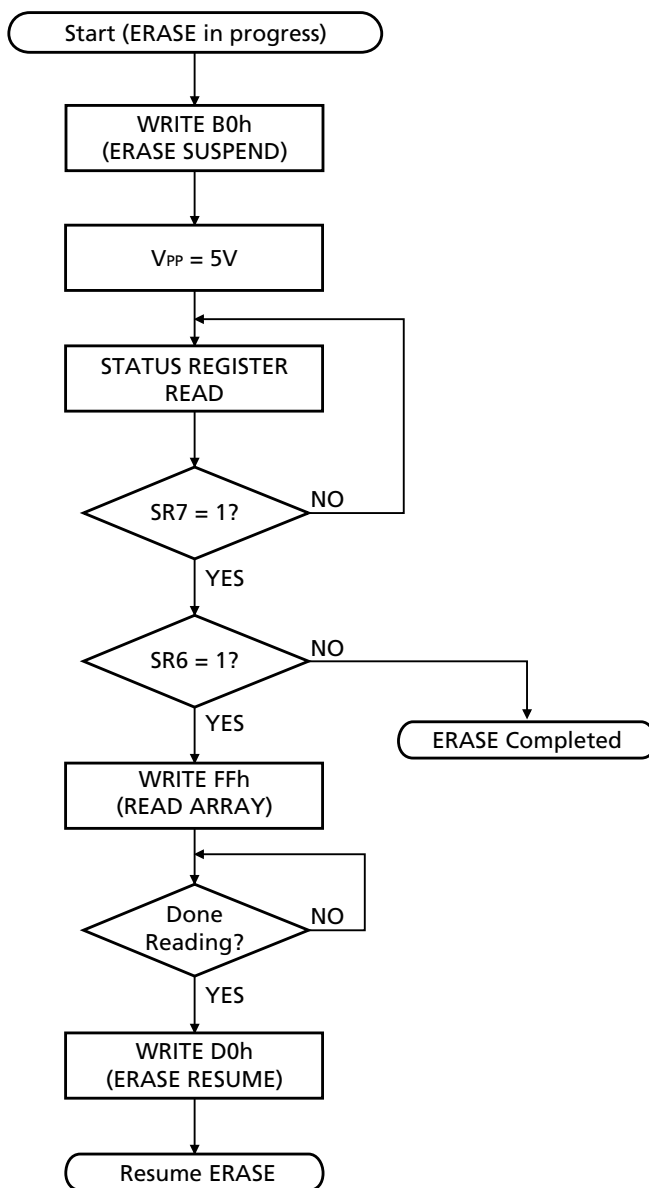 Start (ERASE in progress)
WRITE B0h
(ERASE SUSPEND)
VPP = 5V
STATUS REGISTER
READ
SR7 = 1?
NO
YES
SR6 = 1?
NO
YES
ERASE Completed
WRITE FFh
(READ ARRAY)
Done
Reading?
NO
YES
WRITE D0h
(ERASE RESUME)
Resume ERASE